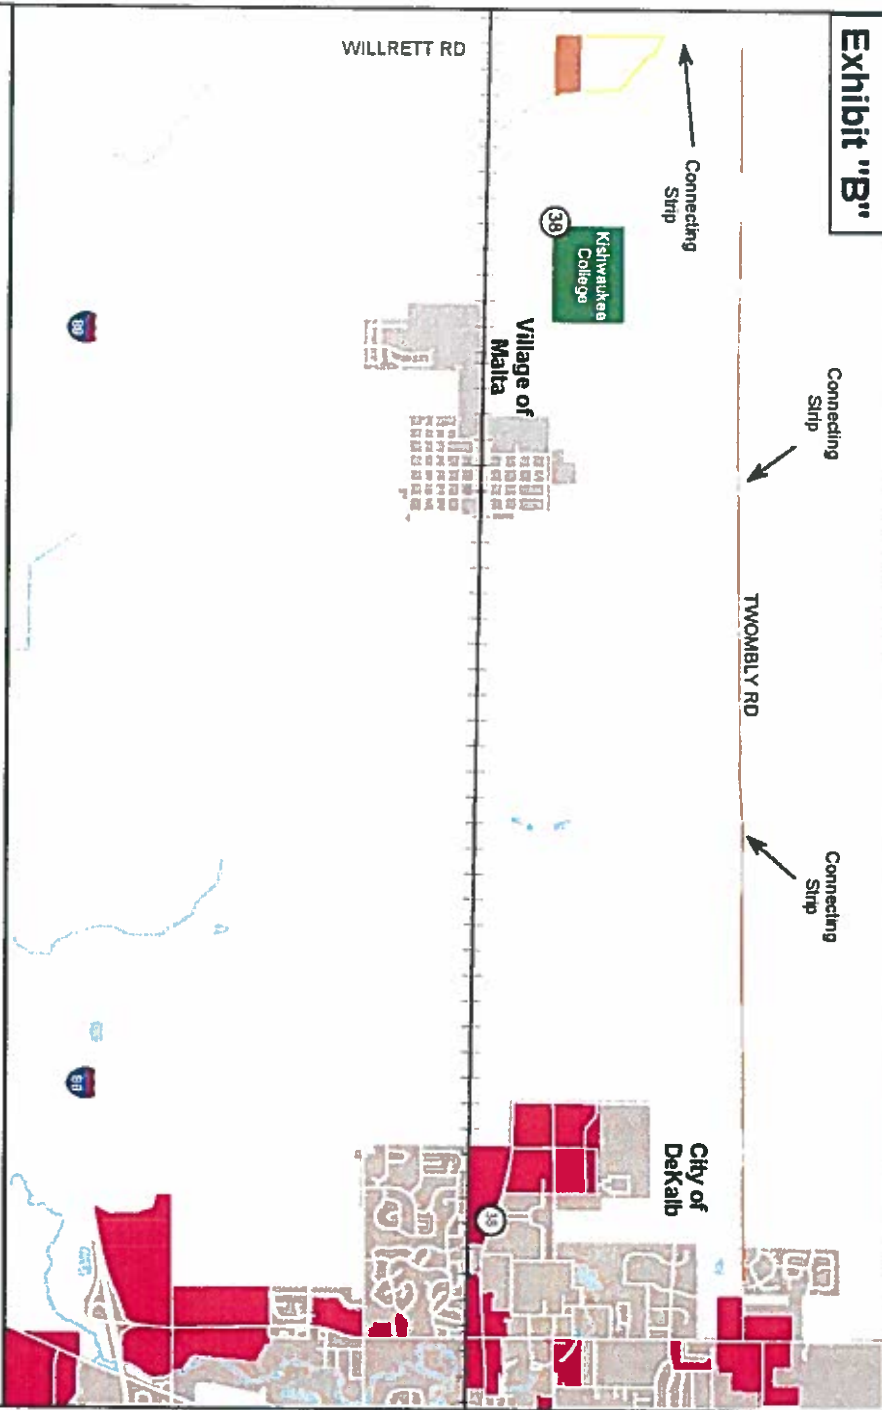 Exhibit "B"
WILLRETT RD
Connecting
Strip
38
Kishwaukee
College
Connecting
Strip
Village of
Malta
88
TWOMBLY RD
Connecting
Strip
88
City of
DeKalb
38